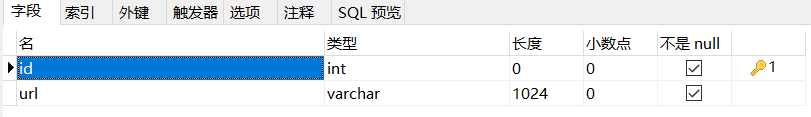 字段 索引 外键 触发器 选项 注释 SQL 预览
名 类型 长度 小数点 不是 null
id int 0 0 1
url varchar 1024 0